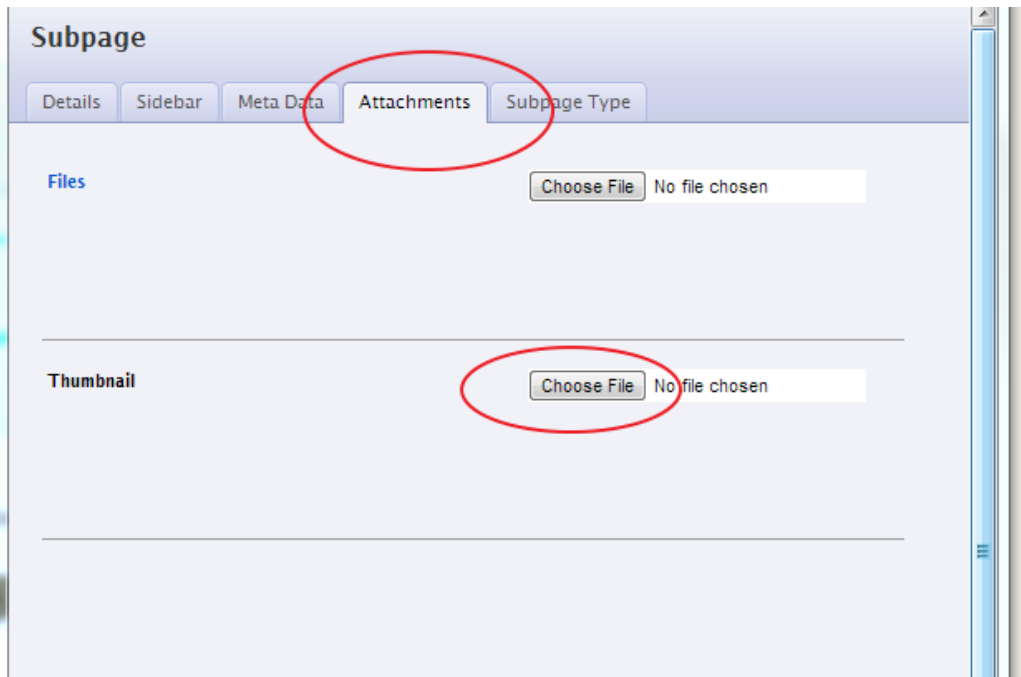 Subpage
Details Sidebar Meta Data Attachments Subpage Type
Files Choose File No file chosen
Thumbnail Choose File No file chosen